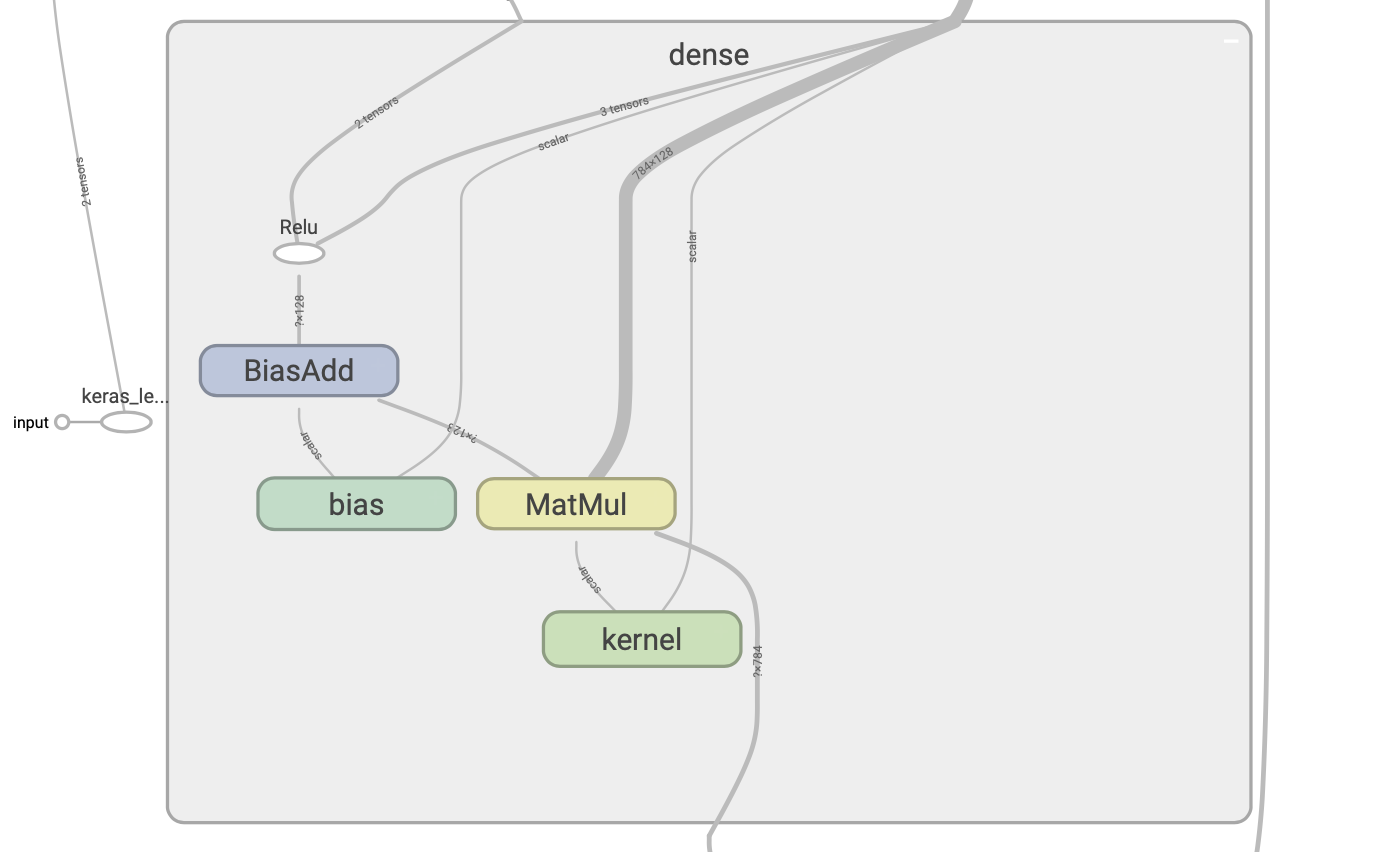 dense
2 tensors
3 tensors
scalar
784×128
2 tensors
Relu
scalar
?×128
BiasAdd
keras_le...
input
scalar
?×123
bias
MatMul
scalar
kernel
?×784